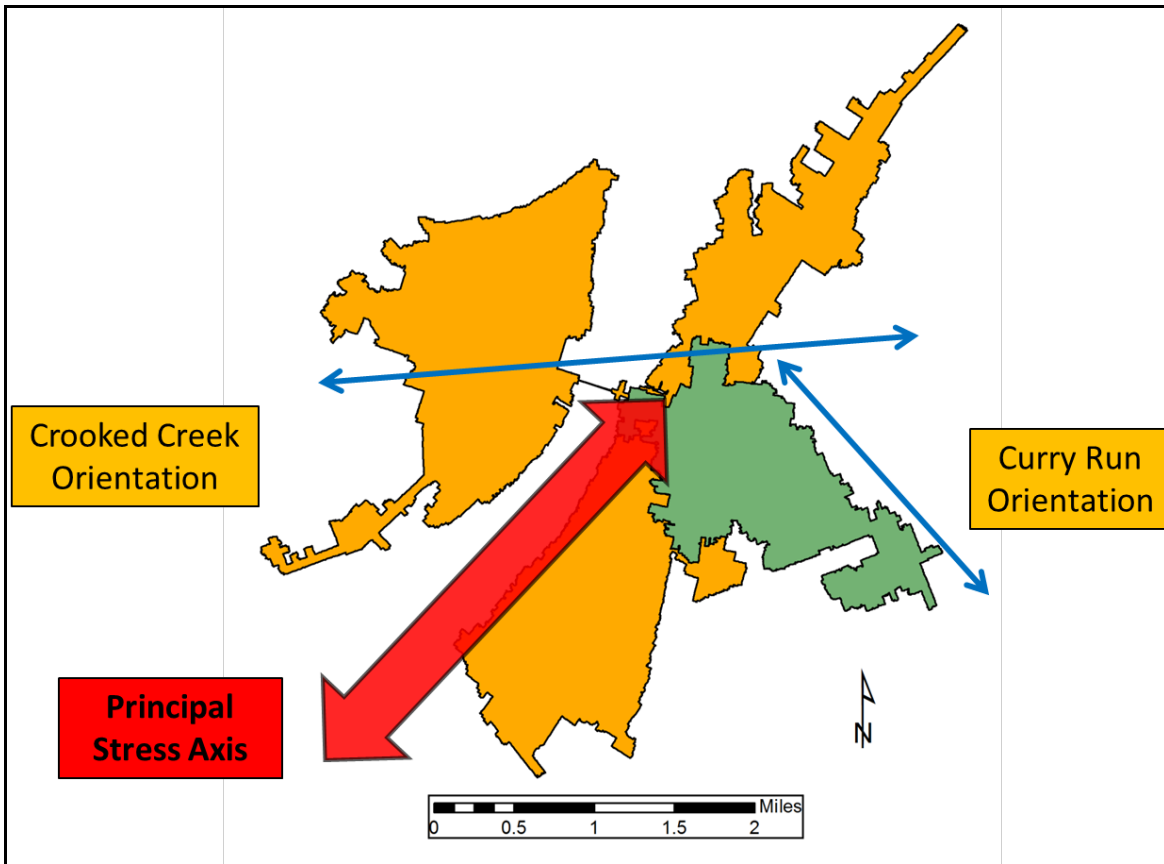 Crooked Creek
Orientation
Curry Run
Orientation
Principal
Stress Axis
N
Miles
0 0.5 1 1.5 2